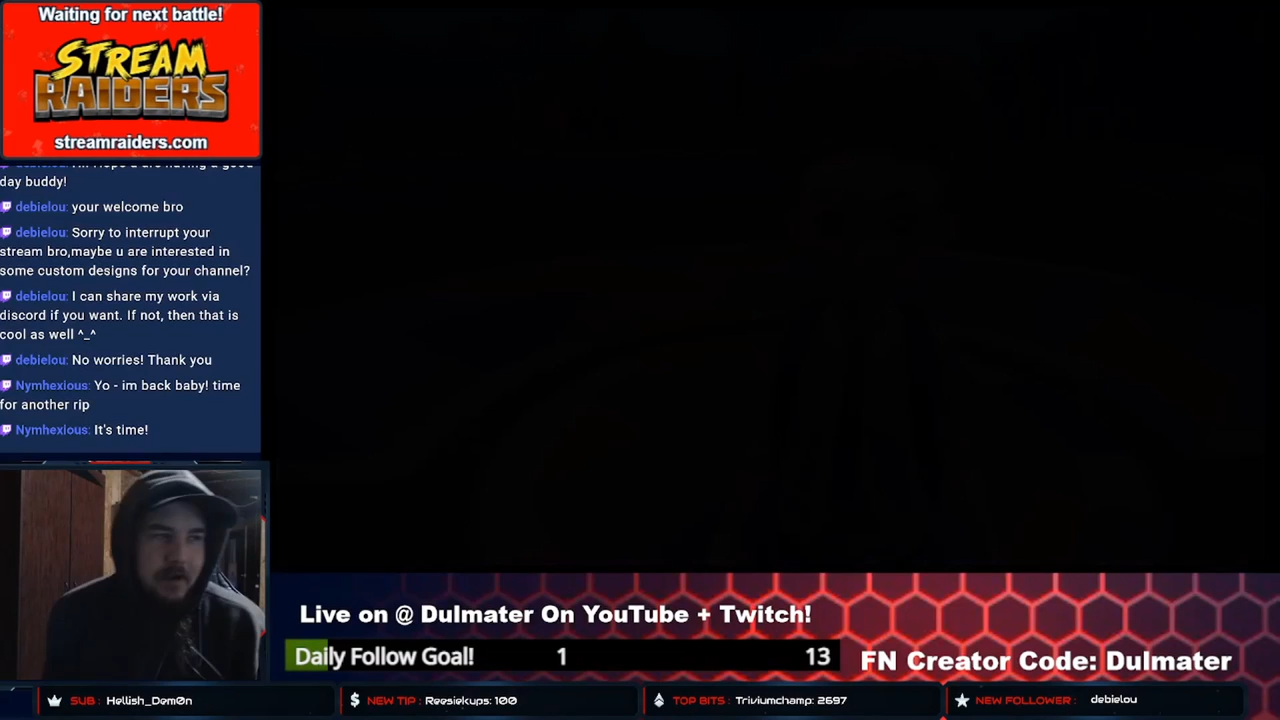 Waiting for next battle!
STREAM
RAIDERS
streamraiders.com
day buddy!
debielou: your welcome bro
debielou: Sorry to interrupt your
stream bro,maybe u are interested in
some custom designs for your channel?
debielou: I can share my work via
discord if you want. If not, then that is
cool as well ^_^
debielou: No worries! Thank you
Nymhexious: Yo - im back baby! time
for another rip
Nymhexious: It's time!
Live on @ Dulmater On YouTube + Twitch!
Daily Follow Goal! 1 13
FN Creator Code: Dulmater
SUB : Hellish_Dem0n
NEW TIP : Reesiekups: 100
TOP BITS : Triviumchamp: 2697
NEW FOLLOWER : debielou